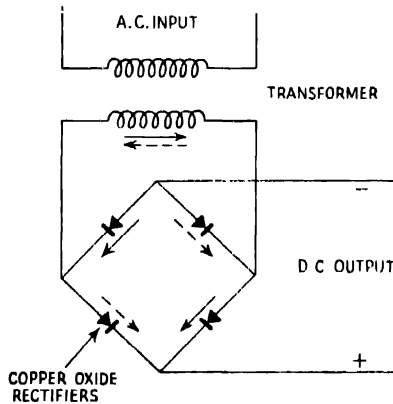 A.C. INPUT
TRANSFORMER
−
D C OUTPUT
+
COPPER OXIDE
RECTIFIERS